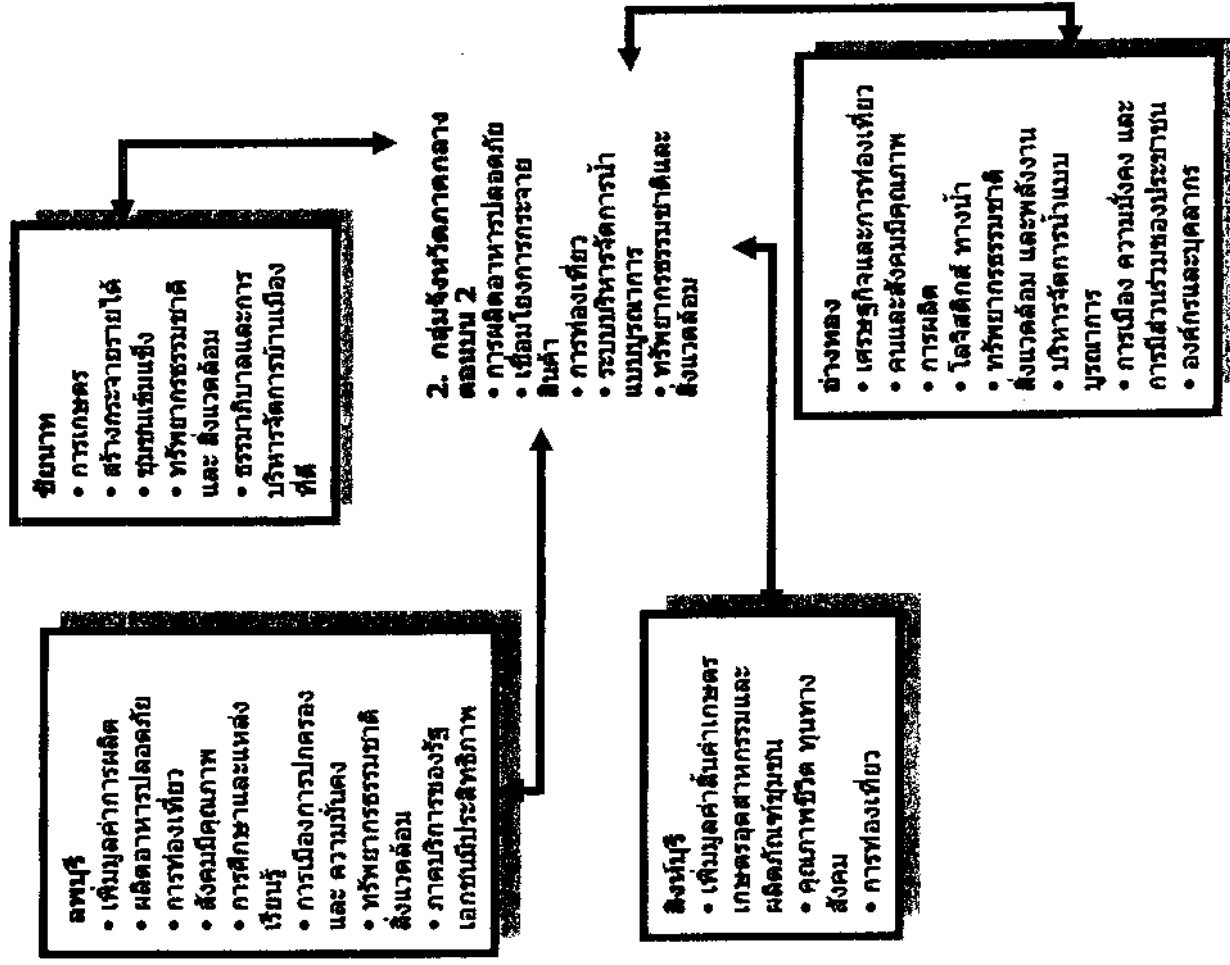 ลพบุรี
• เพิ่มมูลค่าการผลิต
• ผลิตอาหารปลอดภัย
• การท่องเที่ยว
• สังคมมีคุณภาพ
• การศึกษาและแหล่ง
เรียนรู้
• การเมืองการปกครอง
และ ความมั่นคง
• ทรัพยากรธรรมชาติ
สิ่งแวดล้อม
• ภาคบริการของรัฐ
เอกชนมีประสิทธิภาพ
ชัยนาท
• การเกษตร
• สร้างกระจายรายได้
• ชุมชนเข้มแข็ง
• ทรัพยากรธรรมชาติ
และ สิ่งแวดล้อม
• ธรรมาภิบาลและการ
บริหารจัดการบ้านเมือง
ที่ดี
2. กลุ่มจังหวัดภาคกลาง
ตอนบน 2
• การผลิตอาหารปลอดภัย
• เชื่อมโยงการกระจาย
สินค้า
• การท่องเที่ยว
• ระบบบริหารจัดการน้ำ
แบบบูรณาการ
• ทรัพยากรธรรมชาติและ
สิ่งแวดล้อม
สิงห์บุรี
• เพิ่มมูลค่าสินค้าเกษตร
เกษตรอุตสาหกรรมและ
ผลิตภัณฑ์ชุมชน
• คุณภาพชีวิต ทุนทาง
สังคม
• การท่องเที่ยว
อ่างทอง
• เศรษฐกิจและการท่องเที่ยว
• คนและสังคมมีคุณภาพ
• การผลิต
• โลจิสติกส์ ทางน้ำ
• ทรัพยากรธรรมชาติ
สิ่งแวดล้อม และพลังงาน
• บริหารจัดการน้ำแบบ
บูรณาการ
• การเมือง ความมั่งคง และ
การมีส่วนร่วมของประชาชน
• องค์กรและบุคลากร